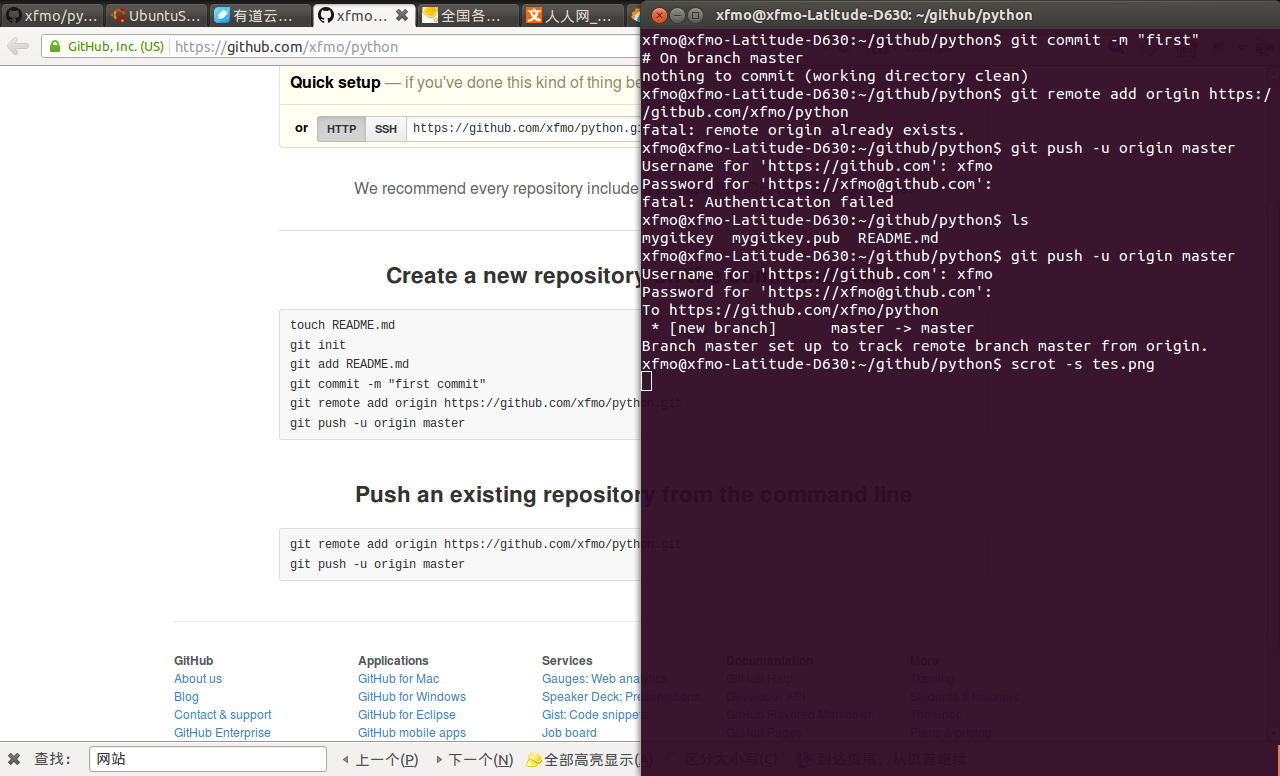 xfmo/py...
UbuntuS...
有道云...
xfmo...
全国各...
人人网_...
xfmo@xfmo-Latitude-D630: ~/github/python
GitHub, Inc. (US)
https://github.com/xfmo/python
Quick setup — if you've done this kind of thing be
or HTTP SSH https://github.com/xfmo/python.gi
We recommend every repository include
Create a new repository on the command line
touch README.md
git init
git add README.md
git commit -m "first commit"
git remote add origin https://github.com/xfmo/python.git
git push -u origin master
Push an existing repository from the command line
git remote add origin https://github.com/xfmo/python.git
git push -u origin master
GitHub
About us
Blog
Contact & support
GitHub Enterprise
Applications
GitHub for Mac
GitHub for Windows
GitHub for Eclipse
GitHub mobile apps
Services
Gauges: Web analytics
Speaker Deck: Presentations
Gist: Code snippets
Job board
Documentation
GitHub Help
Developer API
GitHub Flavored Markdown
GitHub Pages
More
Training
Students & teachers
The Shop
Plans & pricing
查找: 网站 上一个(P) 下一个(N) 全部高亮显示(A) 区分大小写(C) 到达页尾，从页首继续
xfmo@xfmo-Latitude-D630:~/github/python$ git commit -m "first"
# On branch master
nothing to commit (working directory clean)
xfmo@xfmo-Latitude-D630:~/github/python$ git remote add origin https:/
/gitbub.com/xfmo/python
fatal: remote origin already exists.
xfmo@xfmo-Latitude-D630:~/github/python$ git push -u origin master
Username for 'https://github.com': xfmo
Password for 'https://xfmo@github.com':
fatal: Authentication failed
xfmo@xfmo-Latitude-D630:~/github/python$ ls
mygitkey  mygitkey.pub  README.md
xfmo@xfmo-Latitude-D630:~/github/python$ git push -u origin master
Username for 'https://github.com': xfmo
Password for 'https://xfmo@github.com':
To https://github.com/xfmo/python
 * [new branch]      master -> master
Branch master set up to track remote branch master from origin.
xfmo@xfmo-Latitude-D630:~/github/python$ scrot -s tes.png